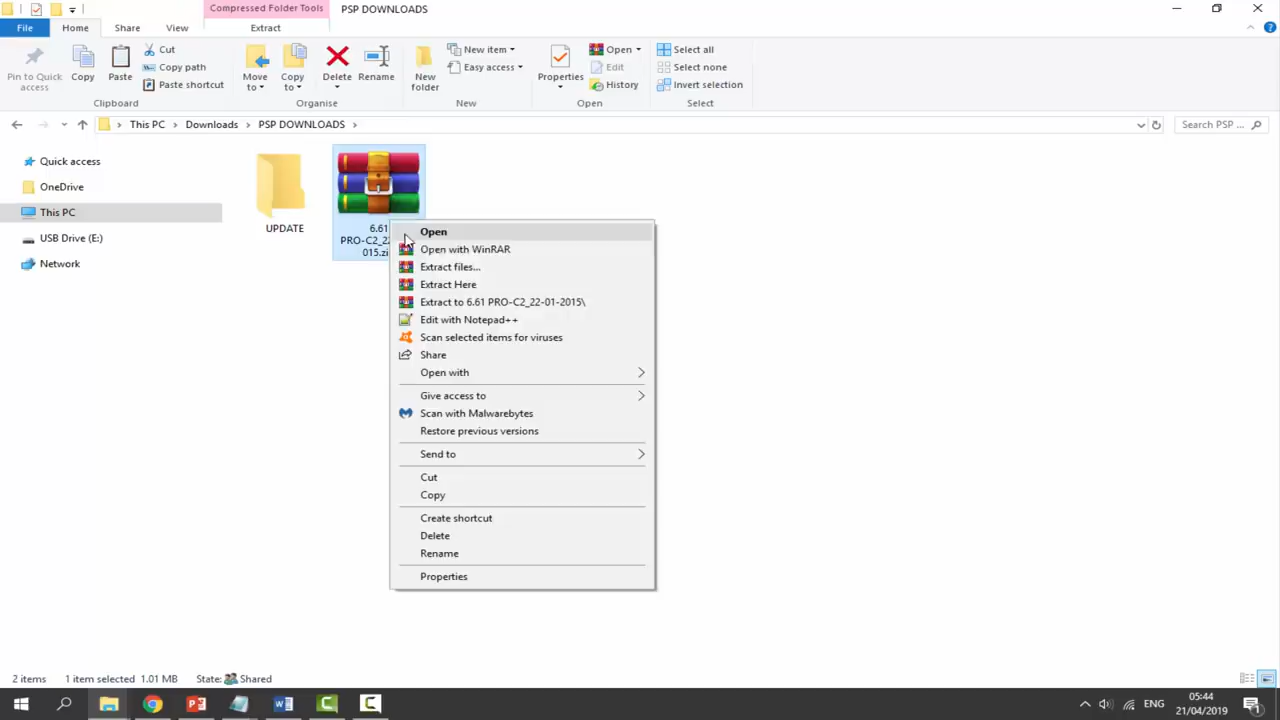 Compressed Folder Tools
PSP DOWNLOADS
File
Home
Share
View
Extract
Pin to Quick access
Copy
Paste
Cut
Copy path
Paste shortcut
Clipboard
Move to
Copy to
Delete
Rename
Organise
New folder
New item
Easy access
New
Properties
Open
Edit
History
Open
Select all
Select none
Invert selection
Select
This PC
Downloads
PSP DOWNLOADS
Search PSP ...
Quick access
OneDrive
This PC
USB Drive (E:)
Network
UPDATE
6.61
PRO-C2_22
015.zi
Open
Open with WinRAR
Extract files...
Extract Here
Extract to 6.61 PRO-C2_22-01-2015\
Edit with Notepad++
Scan selected items for viruses
Share
Open with
Give access to
Scan with Malwarebytes
Restore previous versions
Send to
Cut
Copy
Create shortcut
Delete
Rename
Properties
2 items
1 item selected 1.01 MB
State: Shared
ENG
05:44
21/04/2019